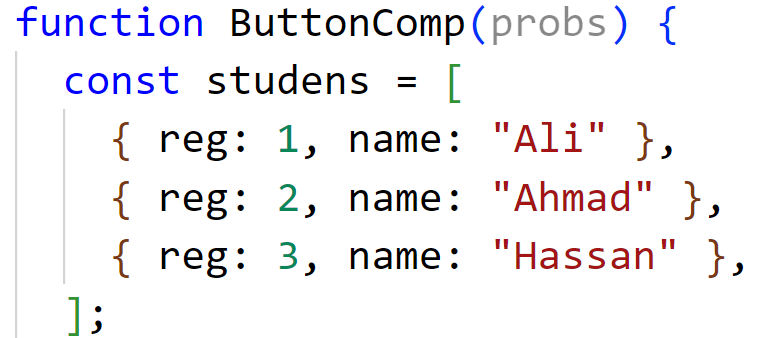 function ButtonComp(probs) {
const studens = [
{ reg: 1, name: "Ali" },
{ reg: 2, name: "Ahmad" },
{ reg: 3, name: "Hassan" },
];